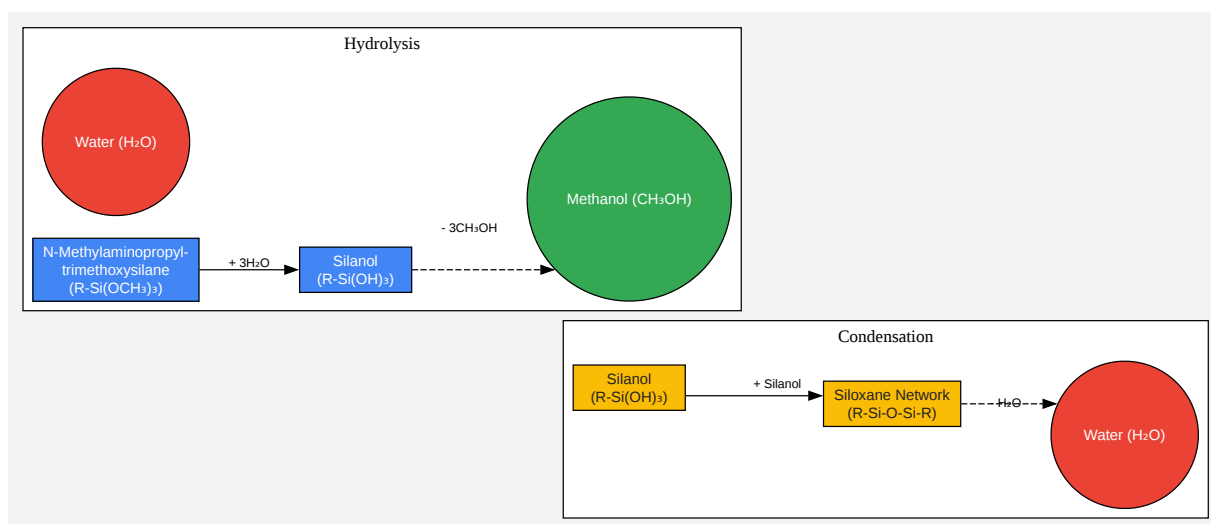 Hydrolysis
Water (H₂O)
Methanol (CH₃OH)
- 3CH₃OH
N-Methylaminopropyl-
trimethoxysilane
(R-Si(OCH₃)₃)
+ 3H₂O
Silanol
(R-Si(OH)₃)
Condensation
Silanol
(R-Si(OH)₃)
+ Silanol
Siloxane Network
(R-Si-O-Si-R)
- H₂O
Water (H₂O)